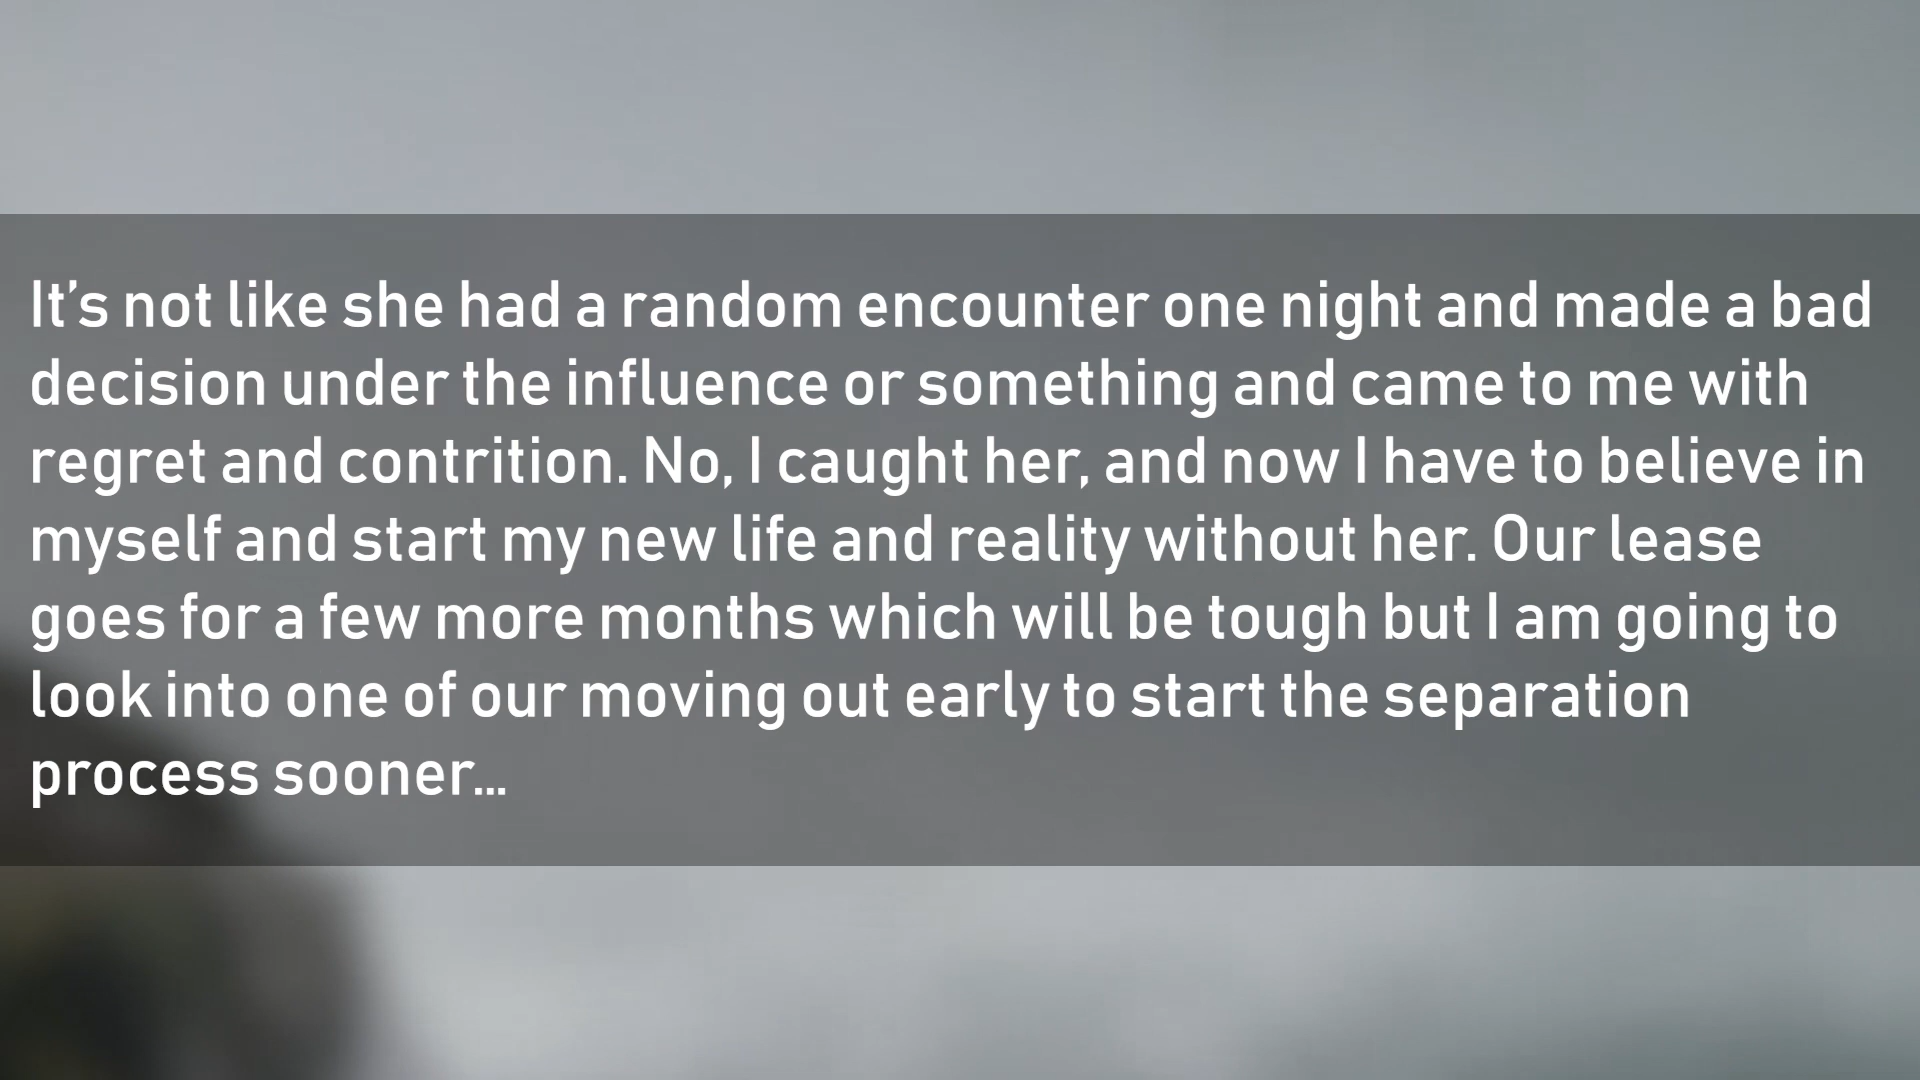 It’s not like she had a random encounter one night and made a bad
decision under the influence or something and came to me with
regret and contrition. No, I caught her, and now I have to believe in
myself and start my new life and reality without her. Our lease
goes for a few more months which will be tough but I am going to
look into one of our moving out early to start the separation
process sooner...